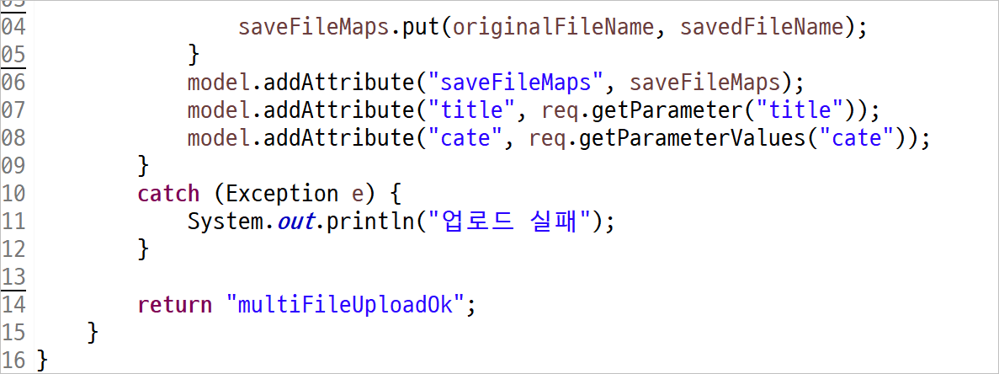 03
04                 saveFileMaps.put(originalFileName, savedFileName);
05             }
06             model.addAttribute("saveFileMaps", saveFileMaps);
07             model.addAttribute("title", req.getParameter("title"));
08             model.addAttribute("cate", req.getParameterValues("cate"));
09         }
10         catch (Exception e) {
11             System.out.println("업로드 실패");
12         }
13
14         return "multiFileUploadOk";
15     }
16 }